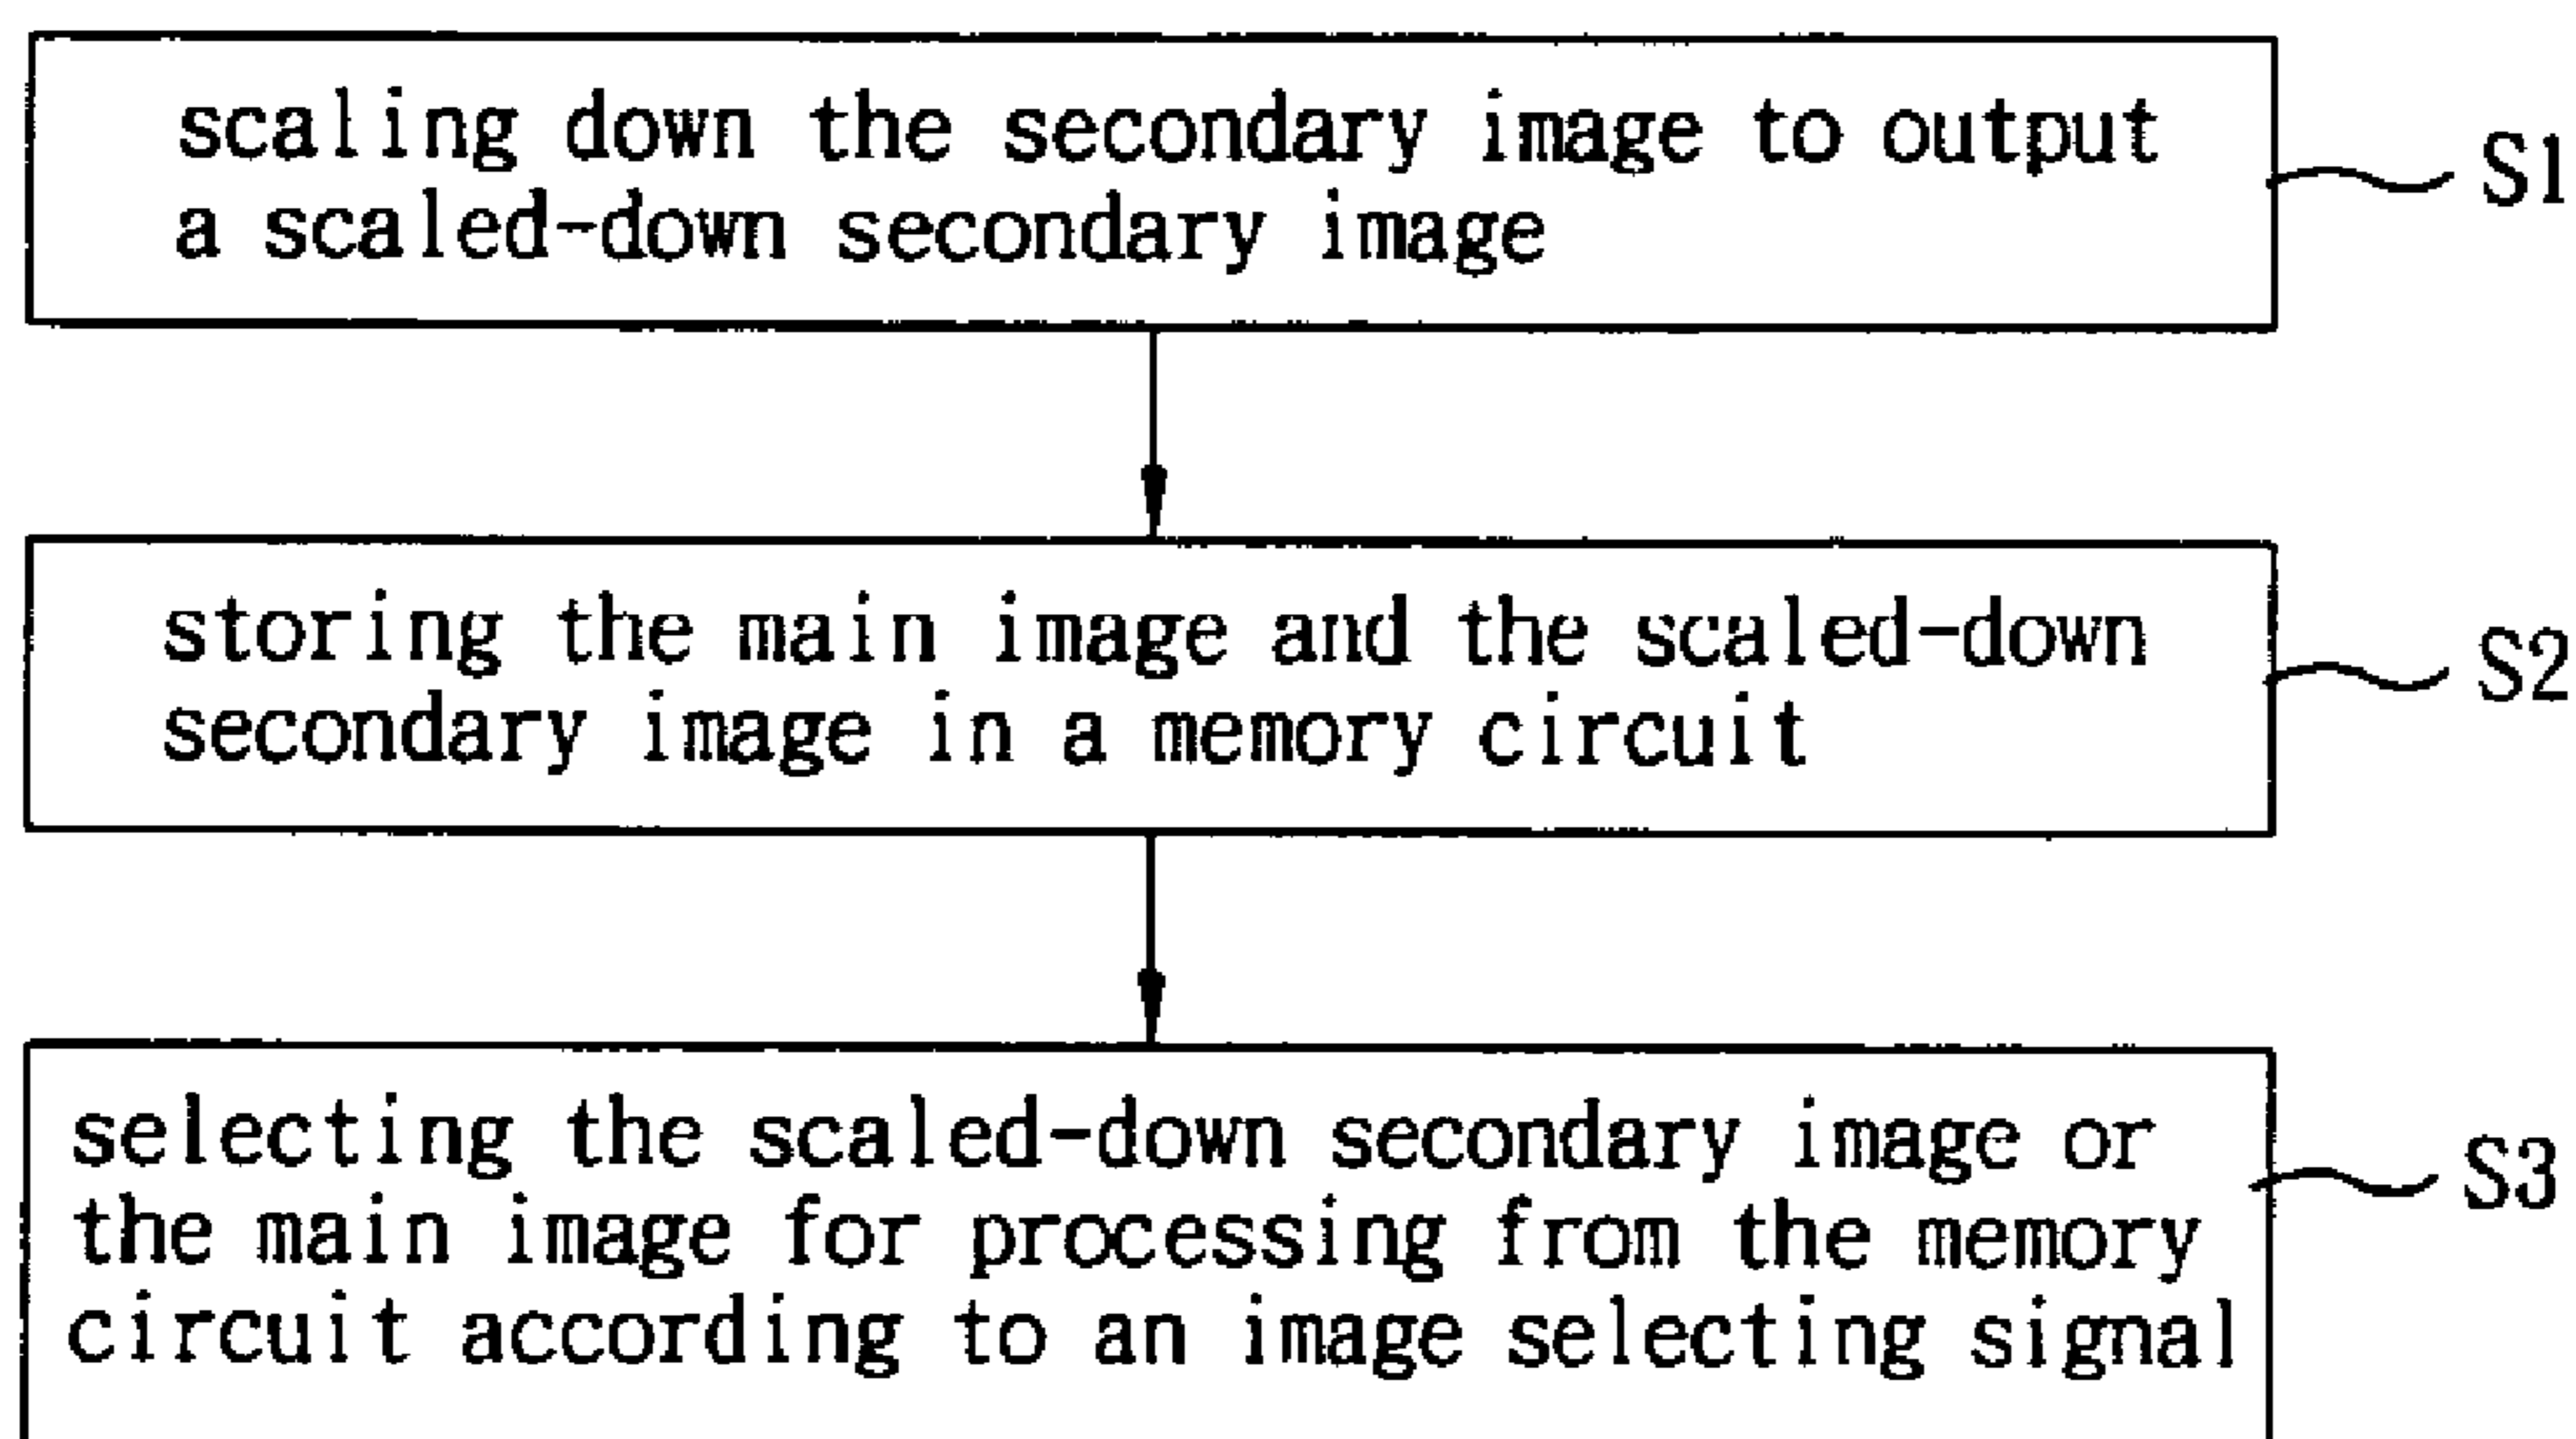 scaling down the secondary image to output
a scaled-down secondary image
S1
storing the main image and the scaled-down
secondary image in a memory circuit
S2
selecting the scaled-down secondary image or
the main image for processing from the memory
circuit according to an image selecting signal
S3